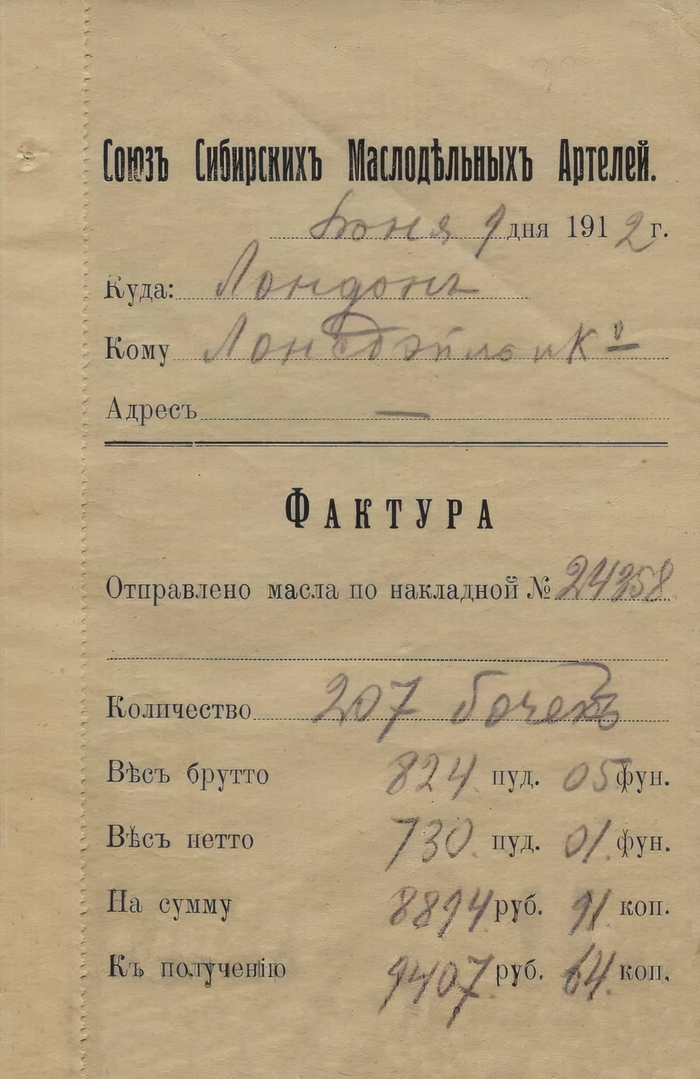 Союзъ Сибирскихъ Маслодѣльныхъ Артелей.
Іюня 9 дня 1912 г.
Куда: Лондонъ
Кому Лонсдэйль и Кº
Адресъ —
Фактура
Отправлено масла по накладной № 24358
Количество 207 бочекъ
Вѣсъ брутто 824 пуд. 05 фун.
Вѣсъ нетто 730 пуд. 01 фун.
На сумму 8894 руб. 91 коп.
Къ полученію 9407 руб. 64 коп.